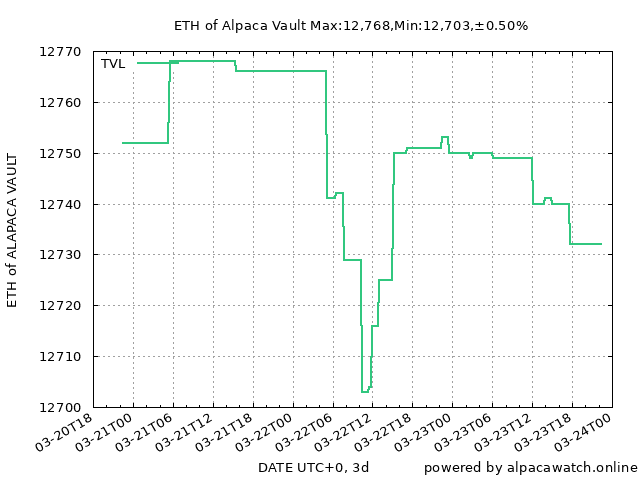 ETH of Alpaca Vault Max:12,768,Min:12,703,±0.50%
12770
TVL
12760
12750
12740
12730
12720
12710
12700
ETH of ALAPACA VAULT
03-20T18
03-21T00
03-21T06
03-21T12
03-21T18
03-22T00
03-22T06
03-22T12
03-22T18
03-23T00
03-23T06
03-23T12
03-23T18
03-24T00
DATE UTC+0, 3d
powered by alpacawatch.online